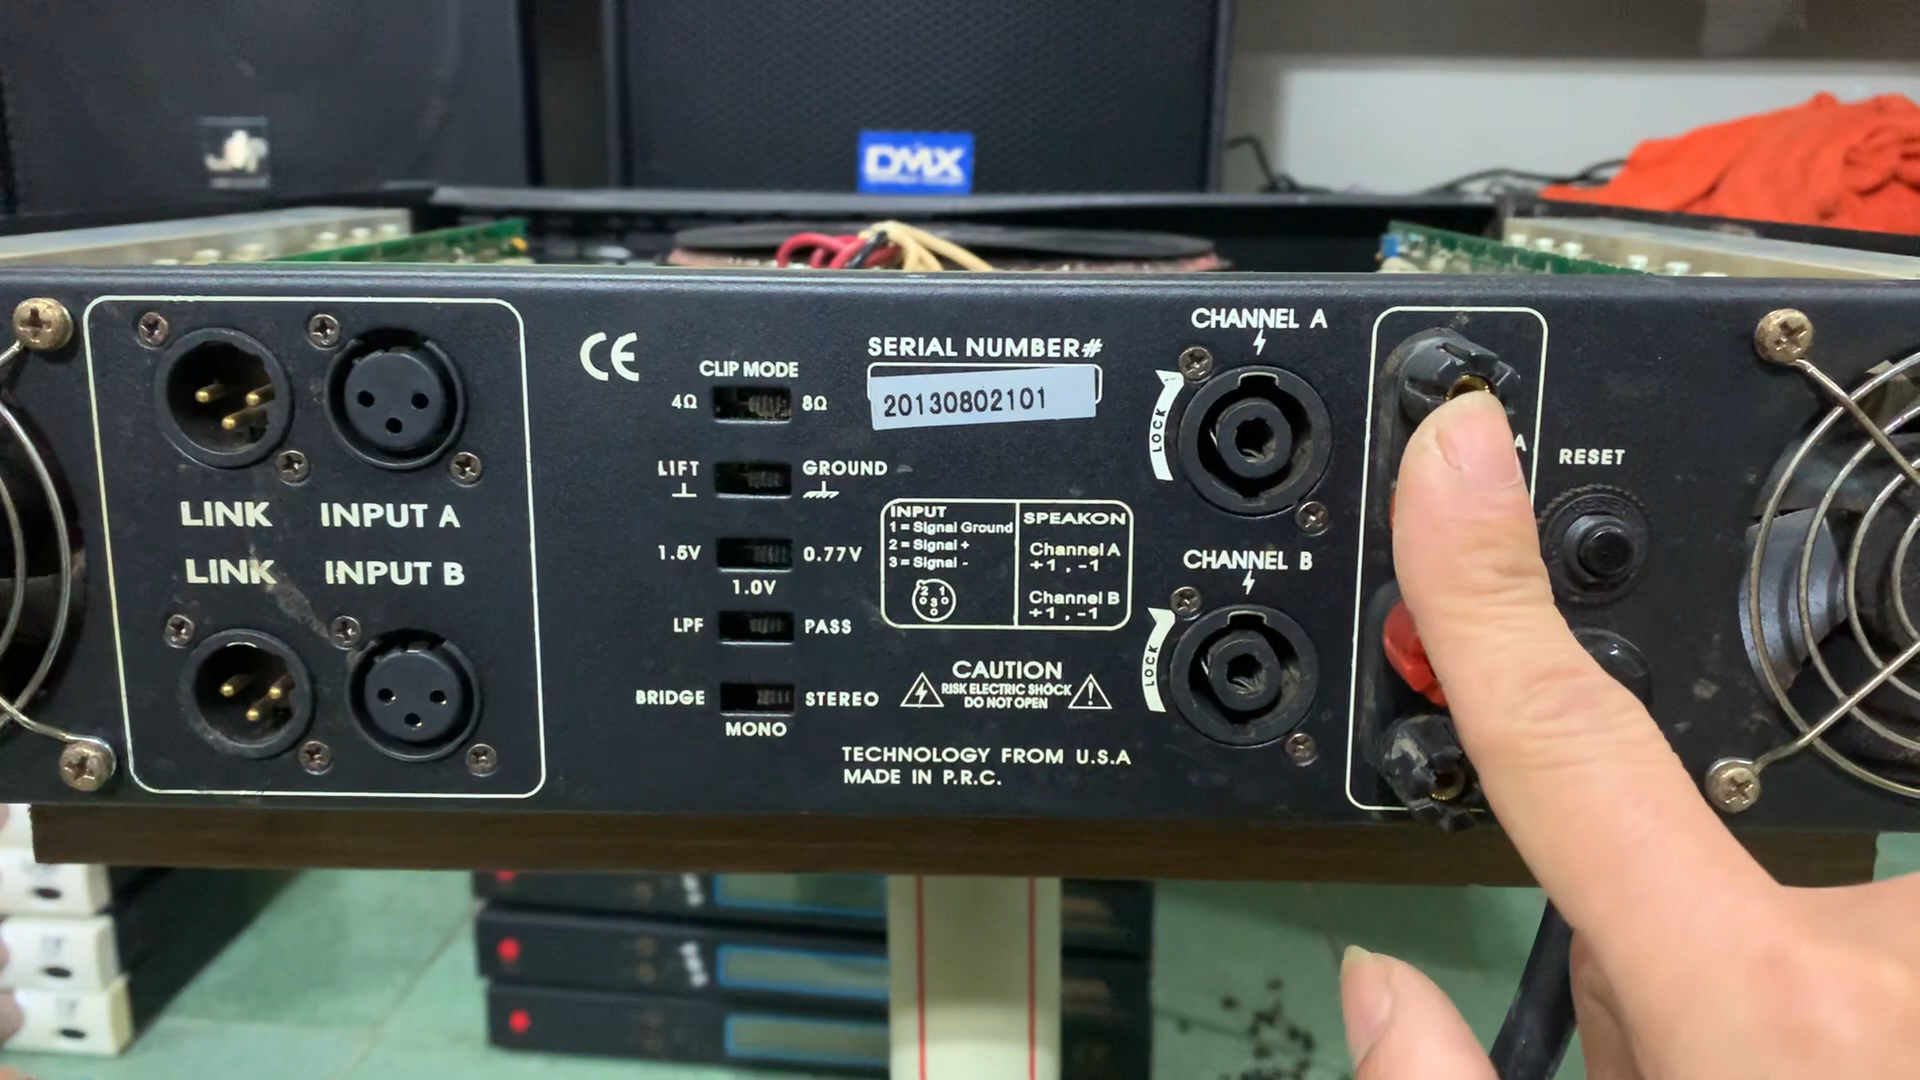 DMX
CE
CLIP MODE
4Ω 8Ω
LIFT GROUND
1.5V 0.77V
1.0V
LPF PASS
BRIDGE STEREO
MONO
LINK INPUT A
LINK INPUT B
SERIAL NUMBER#
20130802101
INPUT
1 = Signal Ground
2 = Signal +
3 = Signal -
2 1
3
SPEAKON
Channel A
+1 , -1
Channel B
+1 , -1
CAUTION
RISK ELECTRIC SHOCK
DO NOT OPEN
TECHNOLOGY FROM U.S.A
MADE IN P.R.C.
CHANNEL A
LOCK
CHANNEL B
LOCK
A
RESET